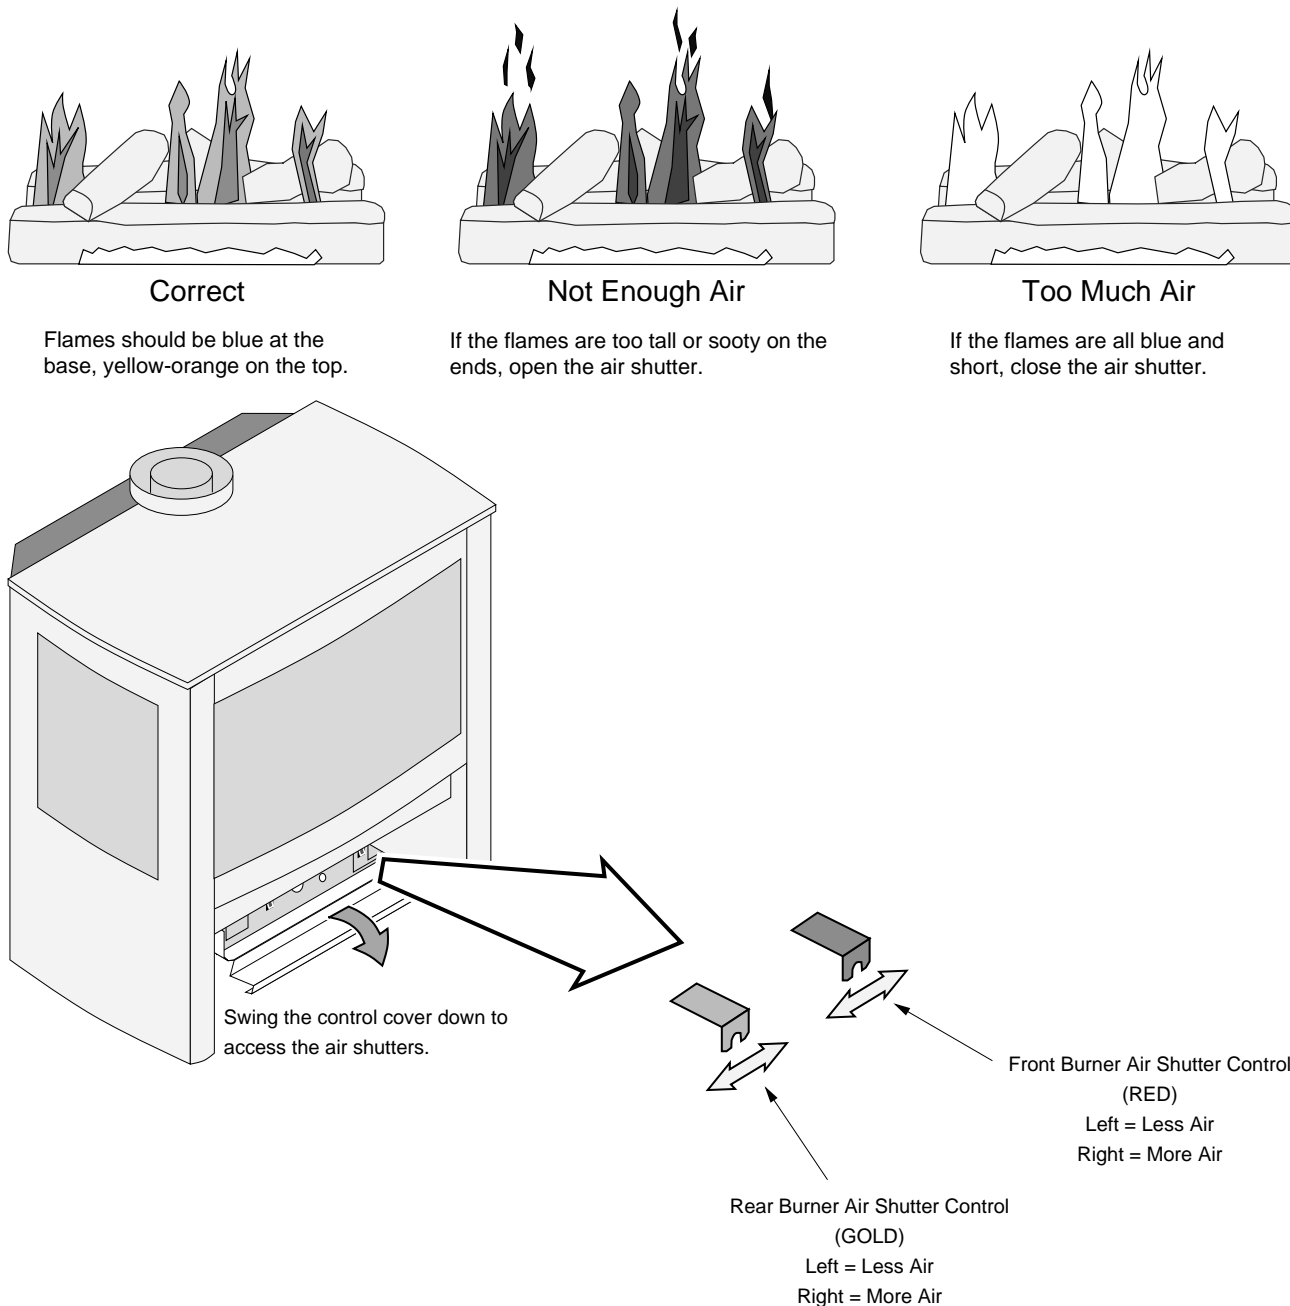 Correct
Flames should be blue at the
base, yellow-orange on the top.
Not Enough Air
If the flames are too tall or sooty on the
ends, open the air shutter.
Too Much Air
If the flames are all blue and
short, close the air shutter.
Swing the control cover down to
access the air shutters.
Front Burner Air Shutter Control
(RED)
Left = Less Air
Right = More Air
Rear Burner Air Shutter Control
(GOLD)
Left = Less Air
Right = More Air